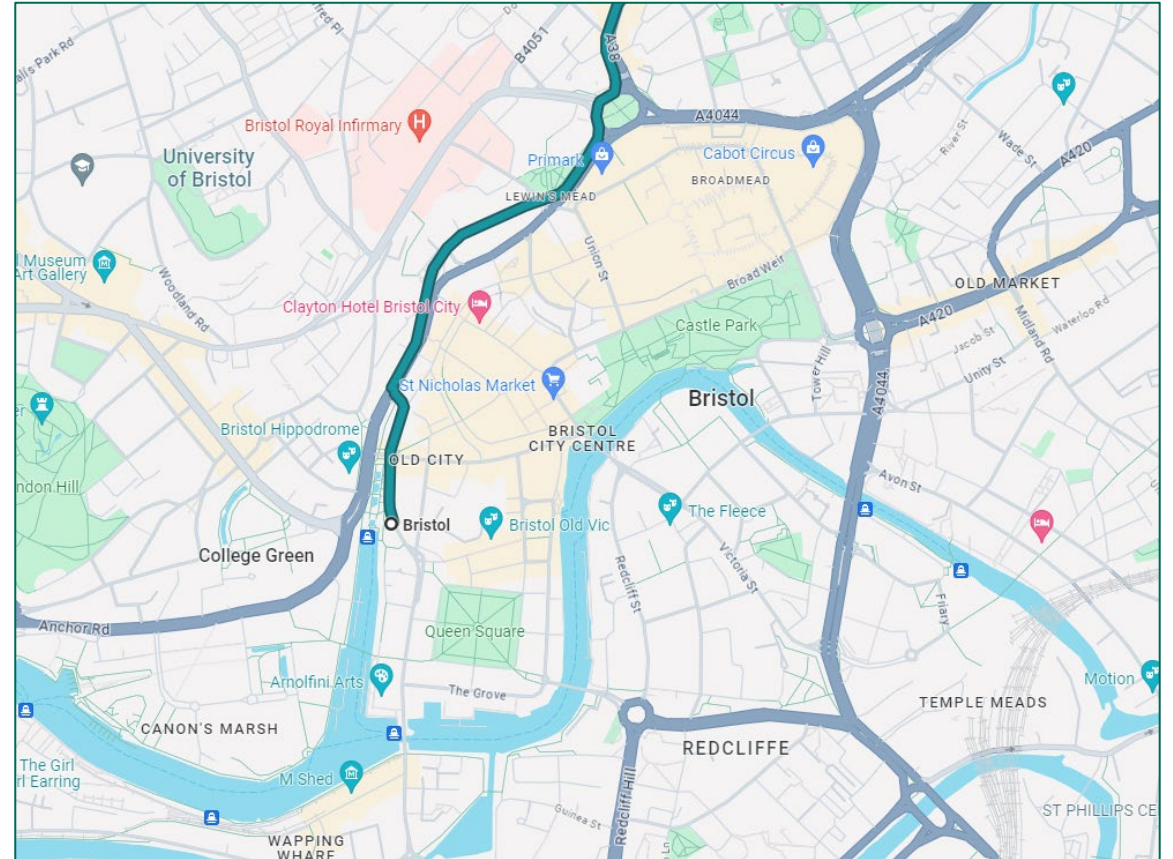 all's Park Rd
B4051
A38
Bristol Royal Infirmary
H
A4044
University
of Bristol
Primark
Cabot Circus
River St
Wade St
A420
LEWIN'S MEAD
BROADMEAD
l Museum
Art Gallery
Woodland Rd
Union St
Broad Weir
OLD MARKET
Clayton Hotel Bristol City
Castle Park
A420
Midland Rd
Waterloo Rd
Jacob St
Unity St
Tower Hill
St Nicholas Market
Bristol
A4044
er
Bristol Hippodrome
BRISTOL
CITY CENTRE
OLD CITY
ndon Hill
Avon St
Bristol
Bristol Old Vic
The Fleece
College Green
Redcliff St
Victoria St
Friary
Anchor Rd
Queen Square
Arnolfini Arts
The Grove
Motion
TEMPLE MEADS
CANON'S MARSH
REDCLIFFE
The Girl
rl Earring
M Shed
Redcliff Hill
Guinea St
ST PHILLIPS CE
WAPPING
WHARF